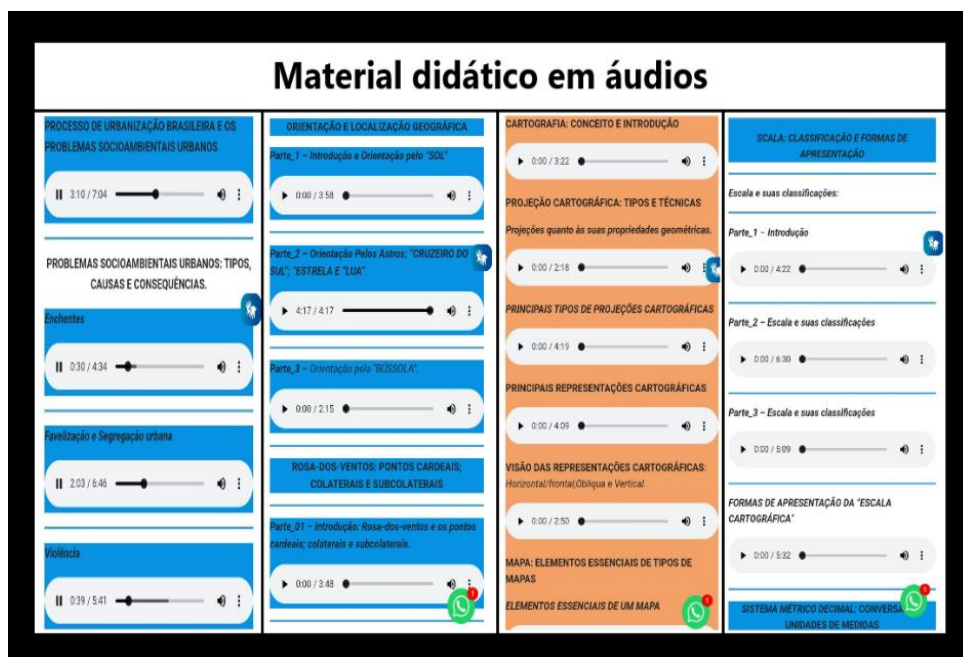 Material didático em áudios
PROCESSO DE URBANIZAÇÃO BRASILEIRA E OS
PROBLEMAS SOCIOAMBIENTAIS URBANOS
3:10 / 7:04
PROBLEMAS SOCIOAMBIENTAIS URBANOS: TIPOS,
CAUSAS E CONSEQUÊNCIAS.
Enchentes
0:30 / 4:34
Favelização e Segregação urbana
2:03 / 6:46
Violência
0:39 / 5:41
ORIENTAÇÃO E LOCALIZAÇÃO GEOGRÁFICA
Parte_1 – Introdução e Orientação pelo "SOL"
0:00 / 3:58
Parte_2 – Orientação Pelos Astros: "CRUZEIRO DO
SUL"; "ESTRELA E "LUA"
4:17 / 4:17
Parte_3 – Orientação pela "BÚSSOLA".
0:00 / 2:15
ROSA-DOS-VENTOS: PONTOS CARDEAIS;
COLATERAIS E SUBCOLATERAIS
Parte_01 – Introdução: Rosa-dos-ventos e os pontos
cardeais; colaterais e subcolaterais.
0:00 / 3:48
1
CARTOGRAFIA: CONCEITO E INTRODUÇÃO
0:00 / 3:22
PROJEÇÃO CARTOGRÁFICA: TIPOS E TÉCNICAS
Projeções quanto às suas propriedades geométricas.
0:00 / 2:18
PRINCIPAIS TIPOS DE PROJEÇÕES CARTOGRÁFICAS
0:00 / 4:19
PRINCIPAIS REPRESENTAÇÕES CARTOGRÁFICAS
0:00 / 4:09
VISÃO DAS REPRESENTAÇÕES CARTOGRÁFICAS:
Horizontal/frontal;Oblíqua e Vertical.
0:00 / 2:50
MAPA: ELEMENTOS ESSENCIAIS DE TIPOS DE
MAPAS
ELEMENTOS ESSENCIAIS DE UM MAPA
1
SCALA: CLASSIFICAÇÃO E FORMAS DE
APRESENTAÇÃO
Escala e suas classificações:
Parte_1 – Introdução
0:00 / 4:22
Parte_2 – Escala e suas classificações
0:00 / 6:30
Parte_3 – Escala e suas classificações
0:00 / 5:09
FORMAS DE APRESENTAÇÃO DA "ESCALA
CARTOGRÁFICA"
0:00 / 5:32
1
SISTEMA MÉTRICO DECIMAL: CONVERSA
UNIDADES DE MEDIDAS